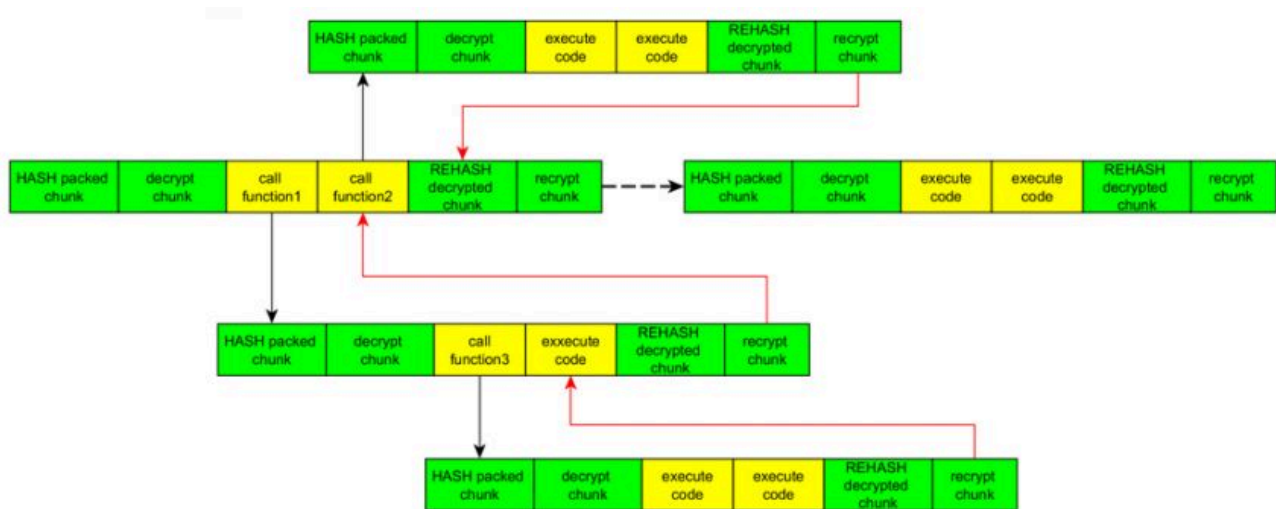 HASH packed
chunk
decrypt
chunk
execute
code
execute
code
REHASH
decrypted
chunk
recrypt
chunk
HASH packed
chunk
decrypt
chunk
call
function1
call
function2
REHASH
decrypted
chunk
recrypt
chunk
HASH packed
chunk
decrypt
chunk
execute
code
execute
code
REHASH
decrypted
chunk
recrypt
chunk
HASH packed
chunk
decrypt
chunk
call
function3
exxecute
code
REHASH
decrypted
chunk
recrypt
chunk
HASH packed
chunk
decrypt
chunk
execute
code
execute
code
REHASH
decrypted
chunk
recrypt
chunk